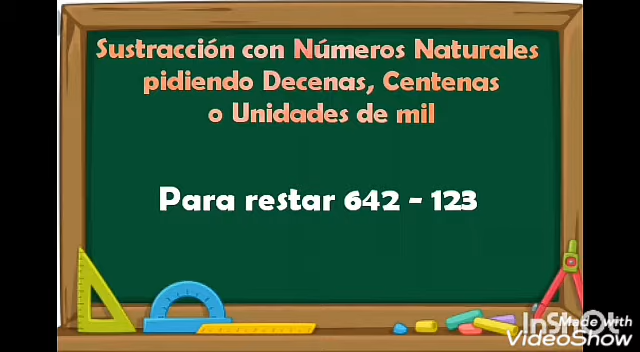 Sustracción con Números Naturales
pidiendo Decenas, Centenas
o Unidades de mil
Para restar 642 - 123
Made with
InShOt
VideoShow